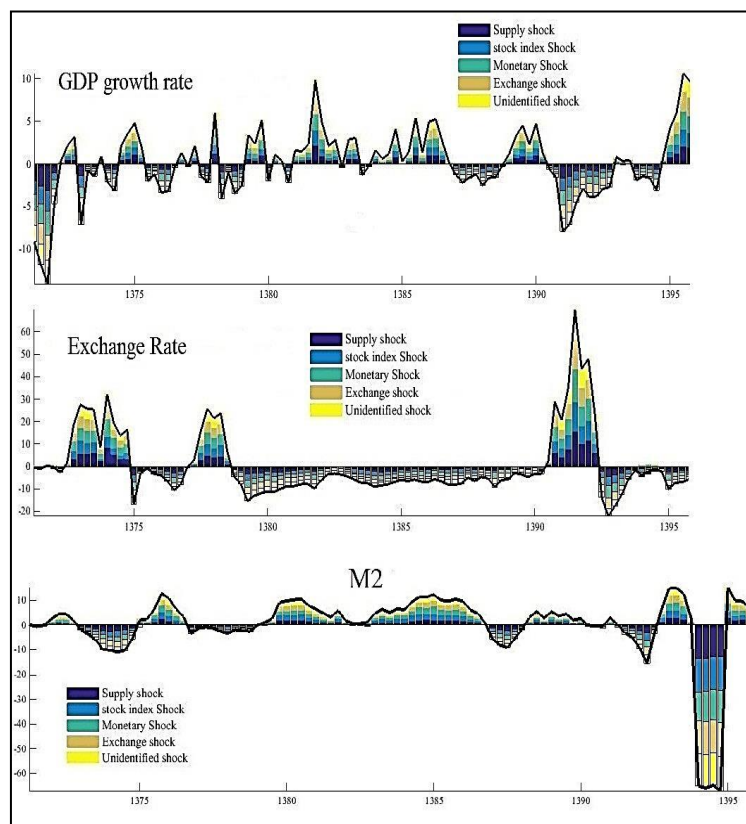 Supply shock
stock index Shock
Monetary Shock
Exchange shock
Unidentified shock
GDP growth rate
10
5
0
-5
-10
1375 1380 1385 1390 1395
Exchange Rate
Supply shock
stock index Shock
Monetary Shock
Exchange shock
Unidentified shock
60
50
40
30
20
10
0
-10
-20
1375 1380 1385 1390 1395
M2
10
0
-10
-20
-30
-40
-50
-60
Supply shock
stock index Shock
Monetary Shock
Exchange shock
Unidentified shock
1375 1380 1385 1390 1395